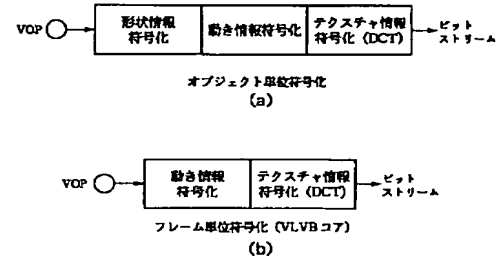 VOP
形状情報
符号化
動き情報符号化
テクスチャ情報
符号化（DCT）
ビット
ストリーム
オブジェクト単位符号化
(a)
VOP
動き情報
符号化
テクスチャ情報
符号化（DCT）
ビット
ストリーム
フレーム単位符号化（VLVBコア）
(b)